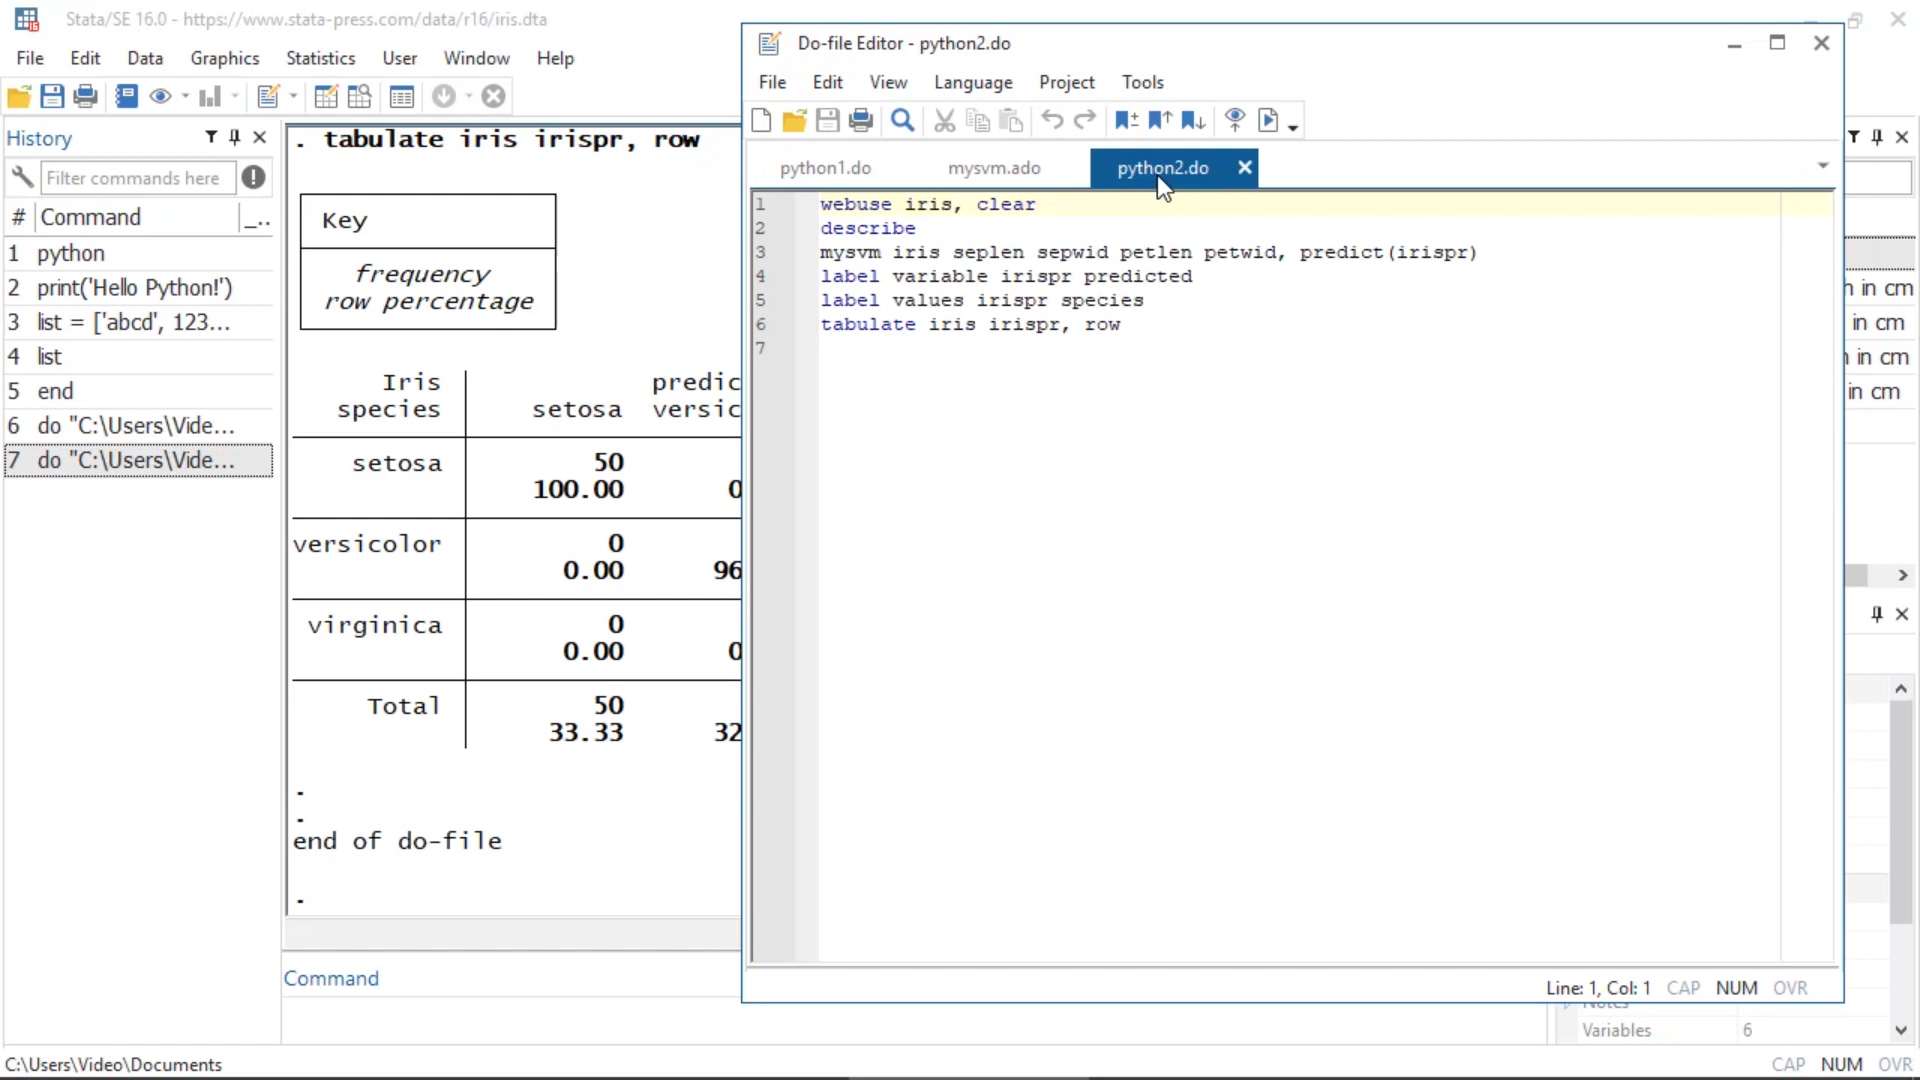 Stata/SE 16.0 - https://www.stata-press.com/data/r16/iris.dta
File Edit Data Graphics Statistics User Window Help
History
Filter commands here
# Command _..
1 python
2 print('Hello Python!')
3 list = ['abcd', 123...
4 list
5 end
6 do "C:\Users\Vide...
7 do "C:\Users\Vide...
. tabulate iris irispr, row
Key
frequency
row percentage
Iris predic
species setosa versic
setosa 50
100.00 0
versicolor 0
0.00 96
virginica 0
0.00 0
Total 50
33.33 32
.
.
end of do-file
.
Command
Do-file Editor - python2.do
File Edit View Language Project Tools
python1.do mysvm.ado python2.do
1 webuse iris, clear
2 describe
3 mysvm iris seplen sepwid petlen petwid, predict(irispr)
4 label variable irispr predicted
5 label values irispr species
6 tabulate iris irispr, row
7
Line: 1, Col: 1 CAP NUM OVR
h in cm
in cm
h in cm
in cm
Variables 6
C:\Users\Video\Documents
CAP NUM OVR